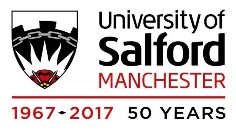 University of
Salford
MANCHESTER
1967-2017 50 YEARS